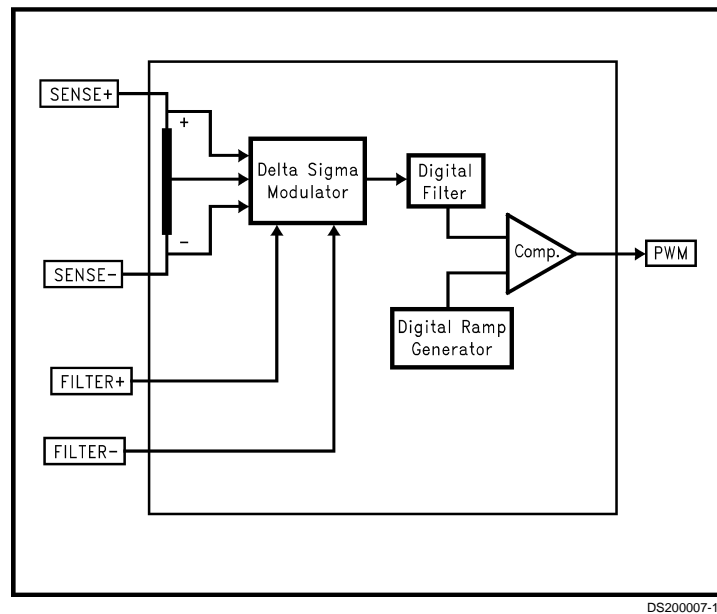 SENSE+
+
Delta Sigma
Modulator
Digital
Filter
−
Comp.
PWM
SENSE−
Digital Ramp
Generator
FILTER+
FILTER−
DS200007-1